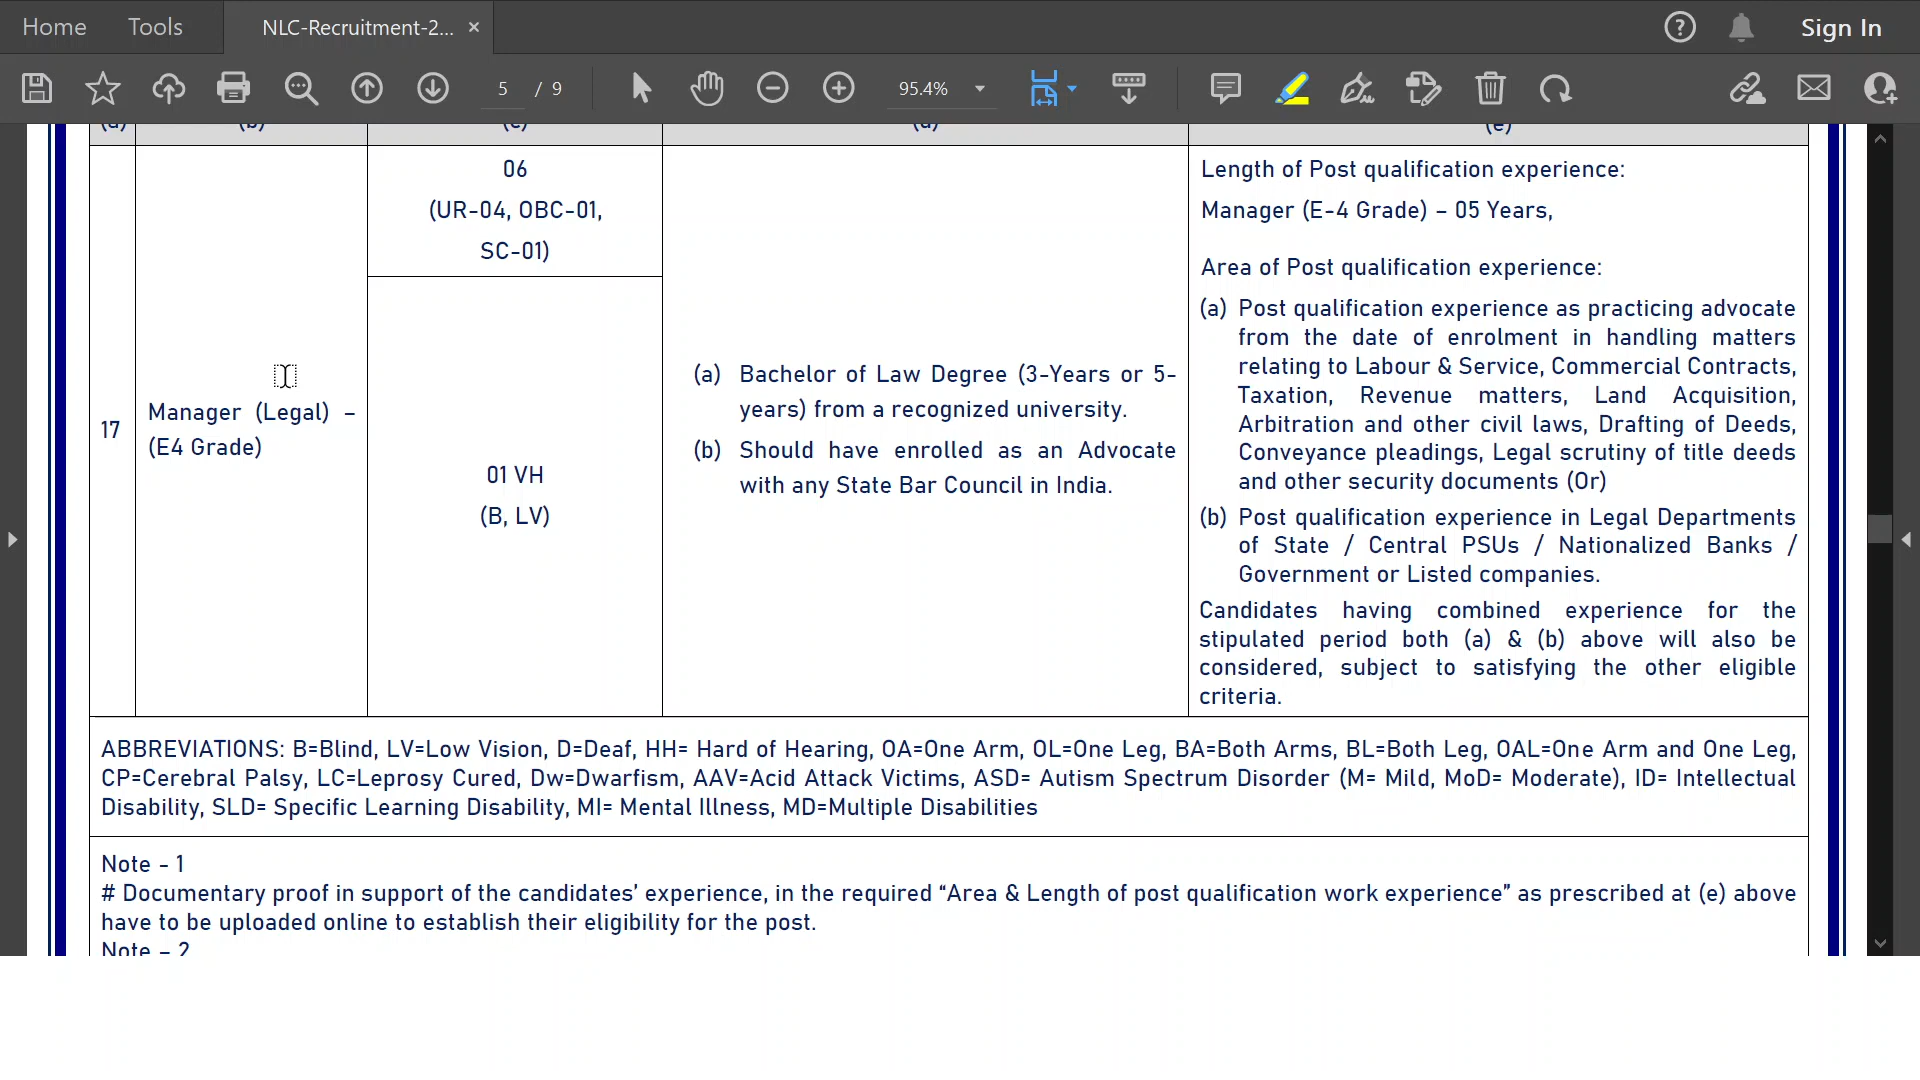 Home Tools NLC-Recruitment-2... × Sign In
5 / 9 95.4%
(a) (b) (c) (d) (e)
17
Manager (Legal) –
(E4 Grade)
06
(UR-04, OBC-01,
SC-01)
01 VH
(B, LV)
(a) Bachelor of Law Degree (3-Years or 5-
years) from a recognized university.
(b) Should have enrolled as an Advocate
with any State Bar Council in India.
Length of Post qualification experience:
Manager (E-4 Grade) – 05 Years,
Area of Post qualification experience:
(a) Post qualification experience as practicing advocate
from the date of enrolment in handling matters
relating to Labour & Service, Commercial Contracts,
Taxation, Revenue matters, Land Acquisition,
Arbitration and other civil laws, Drafting of Deeds,
Conveyance pleadings, Legal scrutiny of title deeds
and other security documents (Or)
(b) Post qualification experience in Legal Departments
of State / Central PSUs / Nationalized Banks /
Government or Listed companies.
Candidates having combined experience for the
stipulated period both (a) & (b) above will also be
considered, subject to satisfying the other eligible
criteria.
ABBREVIATIONS: B=Blind, LV=Low Vision, D=Deaf, HH= Hard of Hearing, OA=One Arm, OL=One Leg, BA=Both Arms, BL=Both Leg, OAL=One Arm and One Leg,
CP=Cerebral Palsy, LC=Leprosy Cured, Dw=Dwarfism, AAV=Acid Attack Victims, ASD= Autism Spectrum Disorder (M= Mild, MoD= Moderate), ID= Intellectual
Disability, SLD= Specific Learning Disability, MI= Mental Illness, MD=Multiple Disabilities
Note - 1
# Documentary proof in support of the candidates’ experience, in the required “Area & Length of post qualification work experience” as prescribed at (e) above
have to be uploaded online to establish their eligibility for the post.
Note – 2